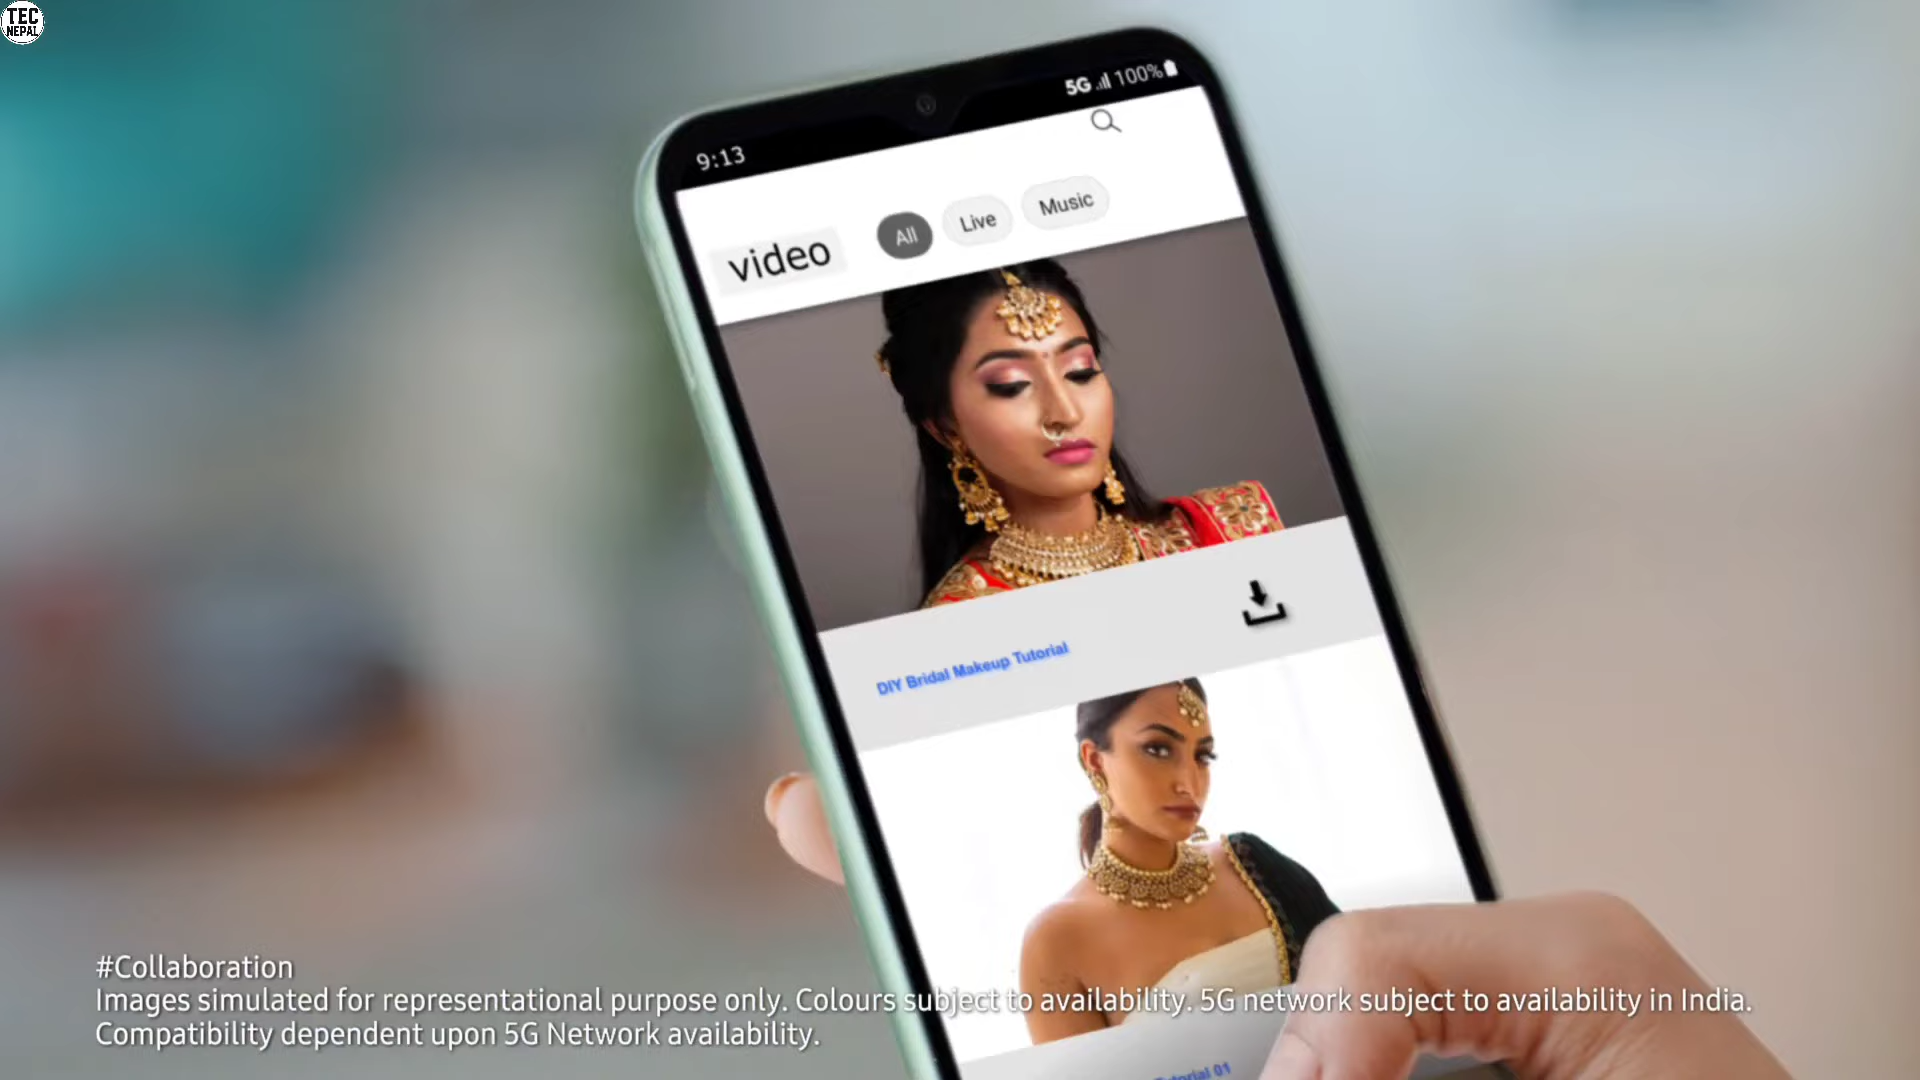 TEC
NEPAL
5G 100%
9:13
All Live Music
video
DIY Bridal Makeup Tutorial
Tutorial 01
#Collaboration
Images simulated for representational purpose only. Colours subject to availability. 5G network subject to availability in India.
Compatibility dependent upon 5G Network availability.